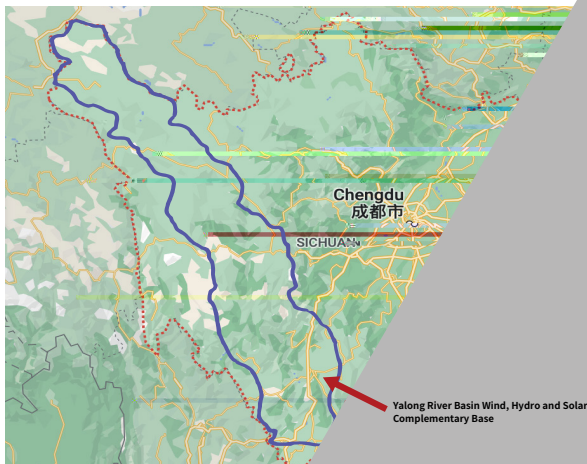 Chengdu
成都市
SICHUAN
Yalong River Basin Wind, Hydro and Solar
Complementary Base